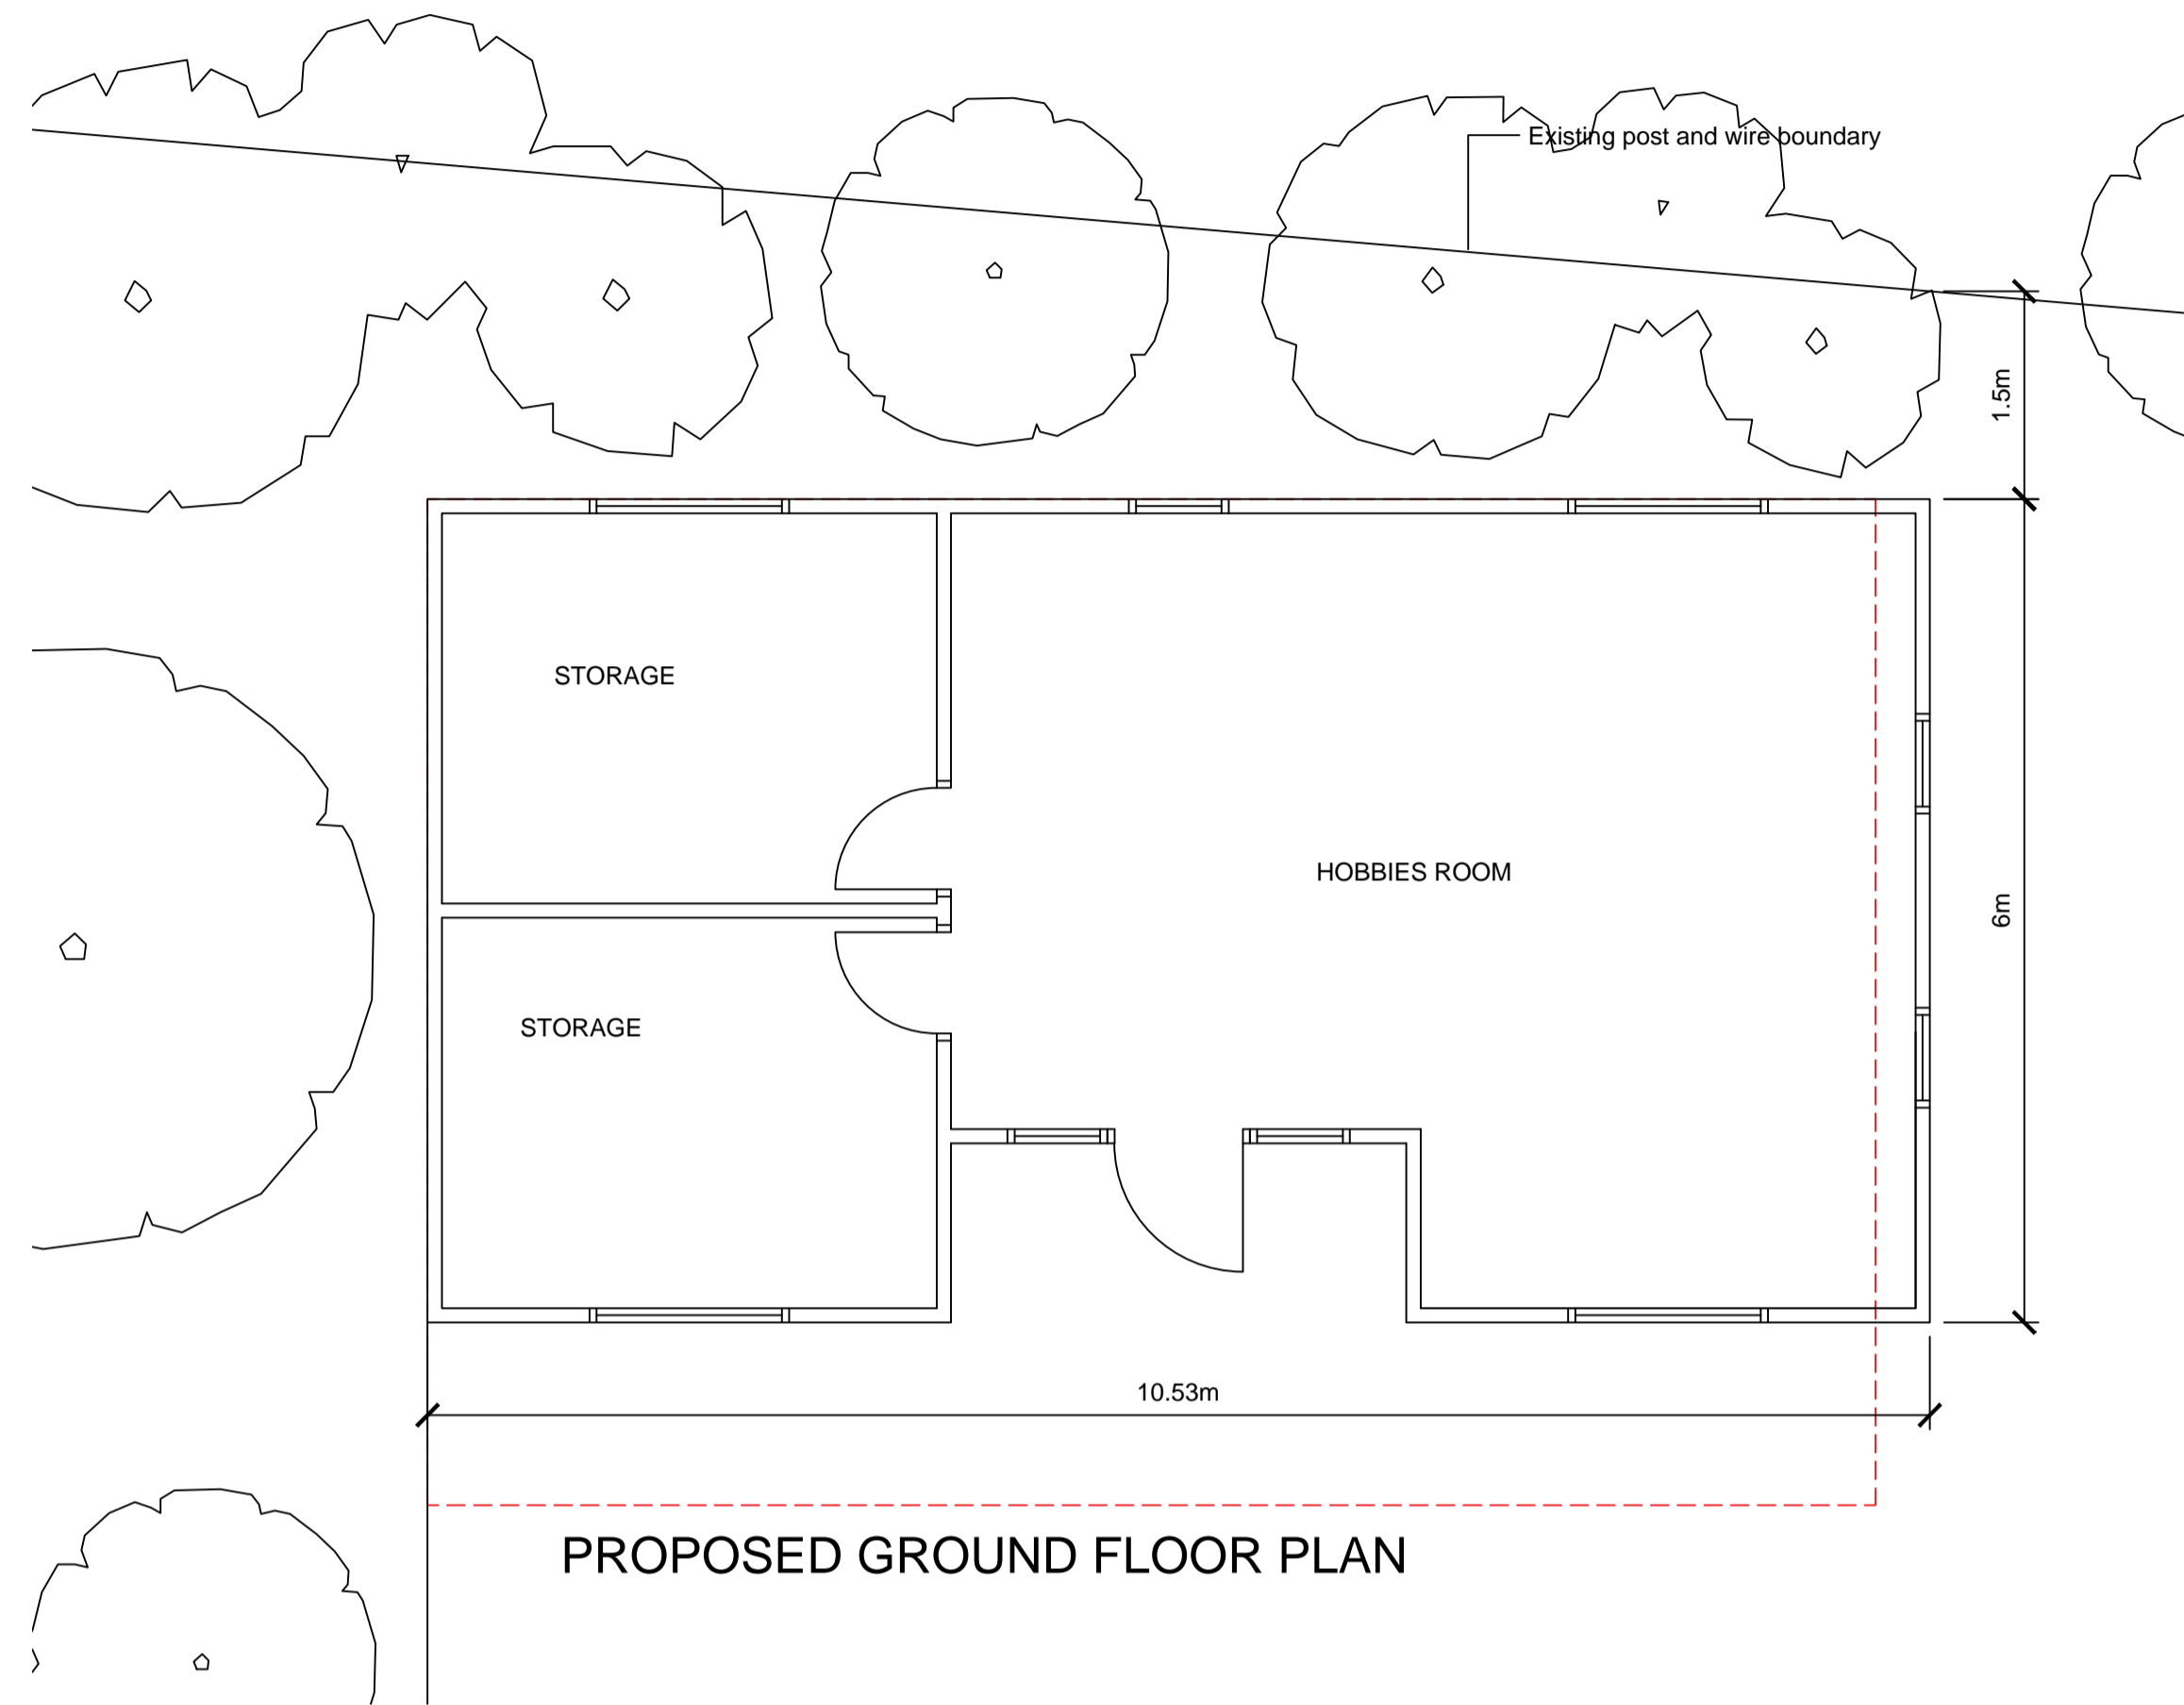 Existing post and wire boundary
1.5m
STORAGE
HOBBIES ROOM
6m
STORAGE
10.53m
PROPOSED GROUND FLOOR PLAN